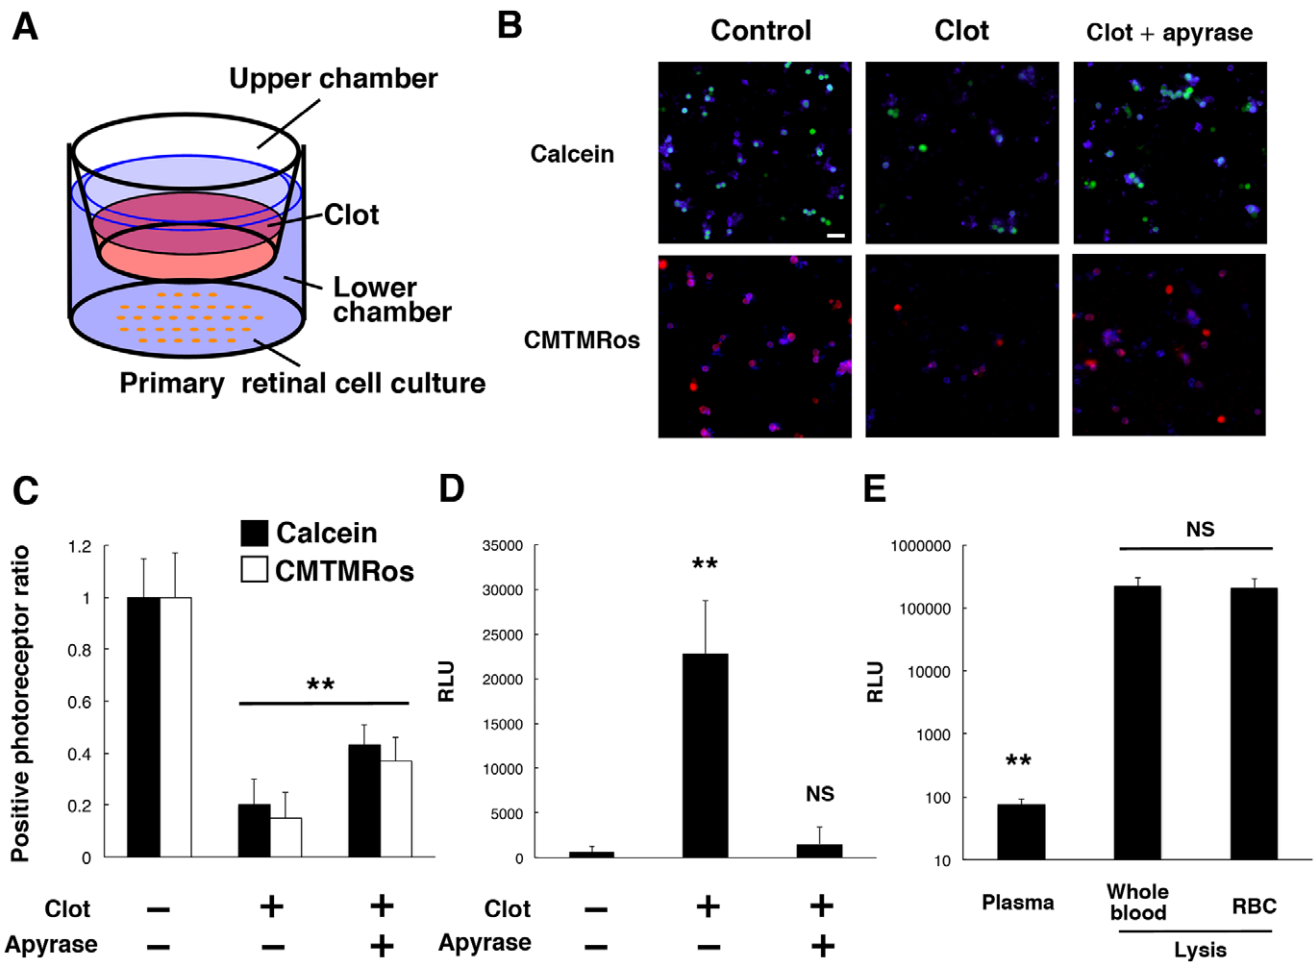 A
Upper chamber
Clot
Lower
chamber
Primary retinal cell culture
B
Control
Clot
Clot + apyrase
Calcein
CMTMRos
C
Calcein
CMTMRos
Positive photoreceptor ratio
1.2
1
0.8
0.6
0.4
0.2
0
**
Clot − + +
Apyrase − − +
D
RLU
35000
30000
25000
20000
15000
10000
5000
0
**
NS
Clot − + +
Apyrase − − +
E
RLU
1000000
100000
10000
1000
100
10
NS
**
Plasma
Whole
blood
RBC
Lysis